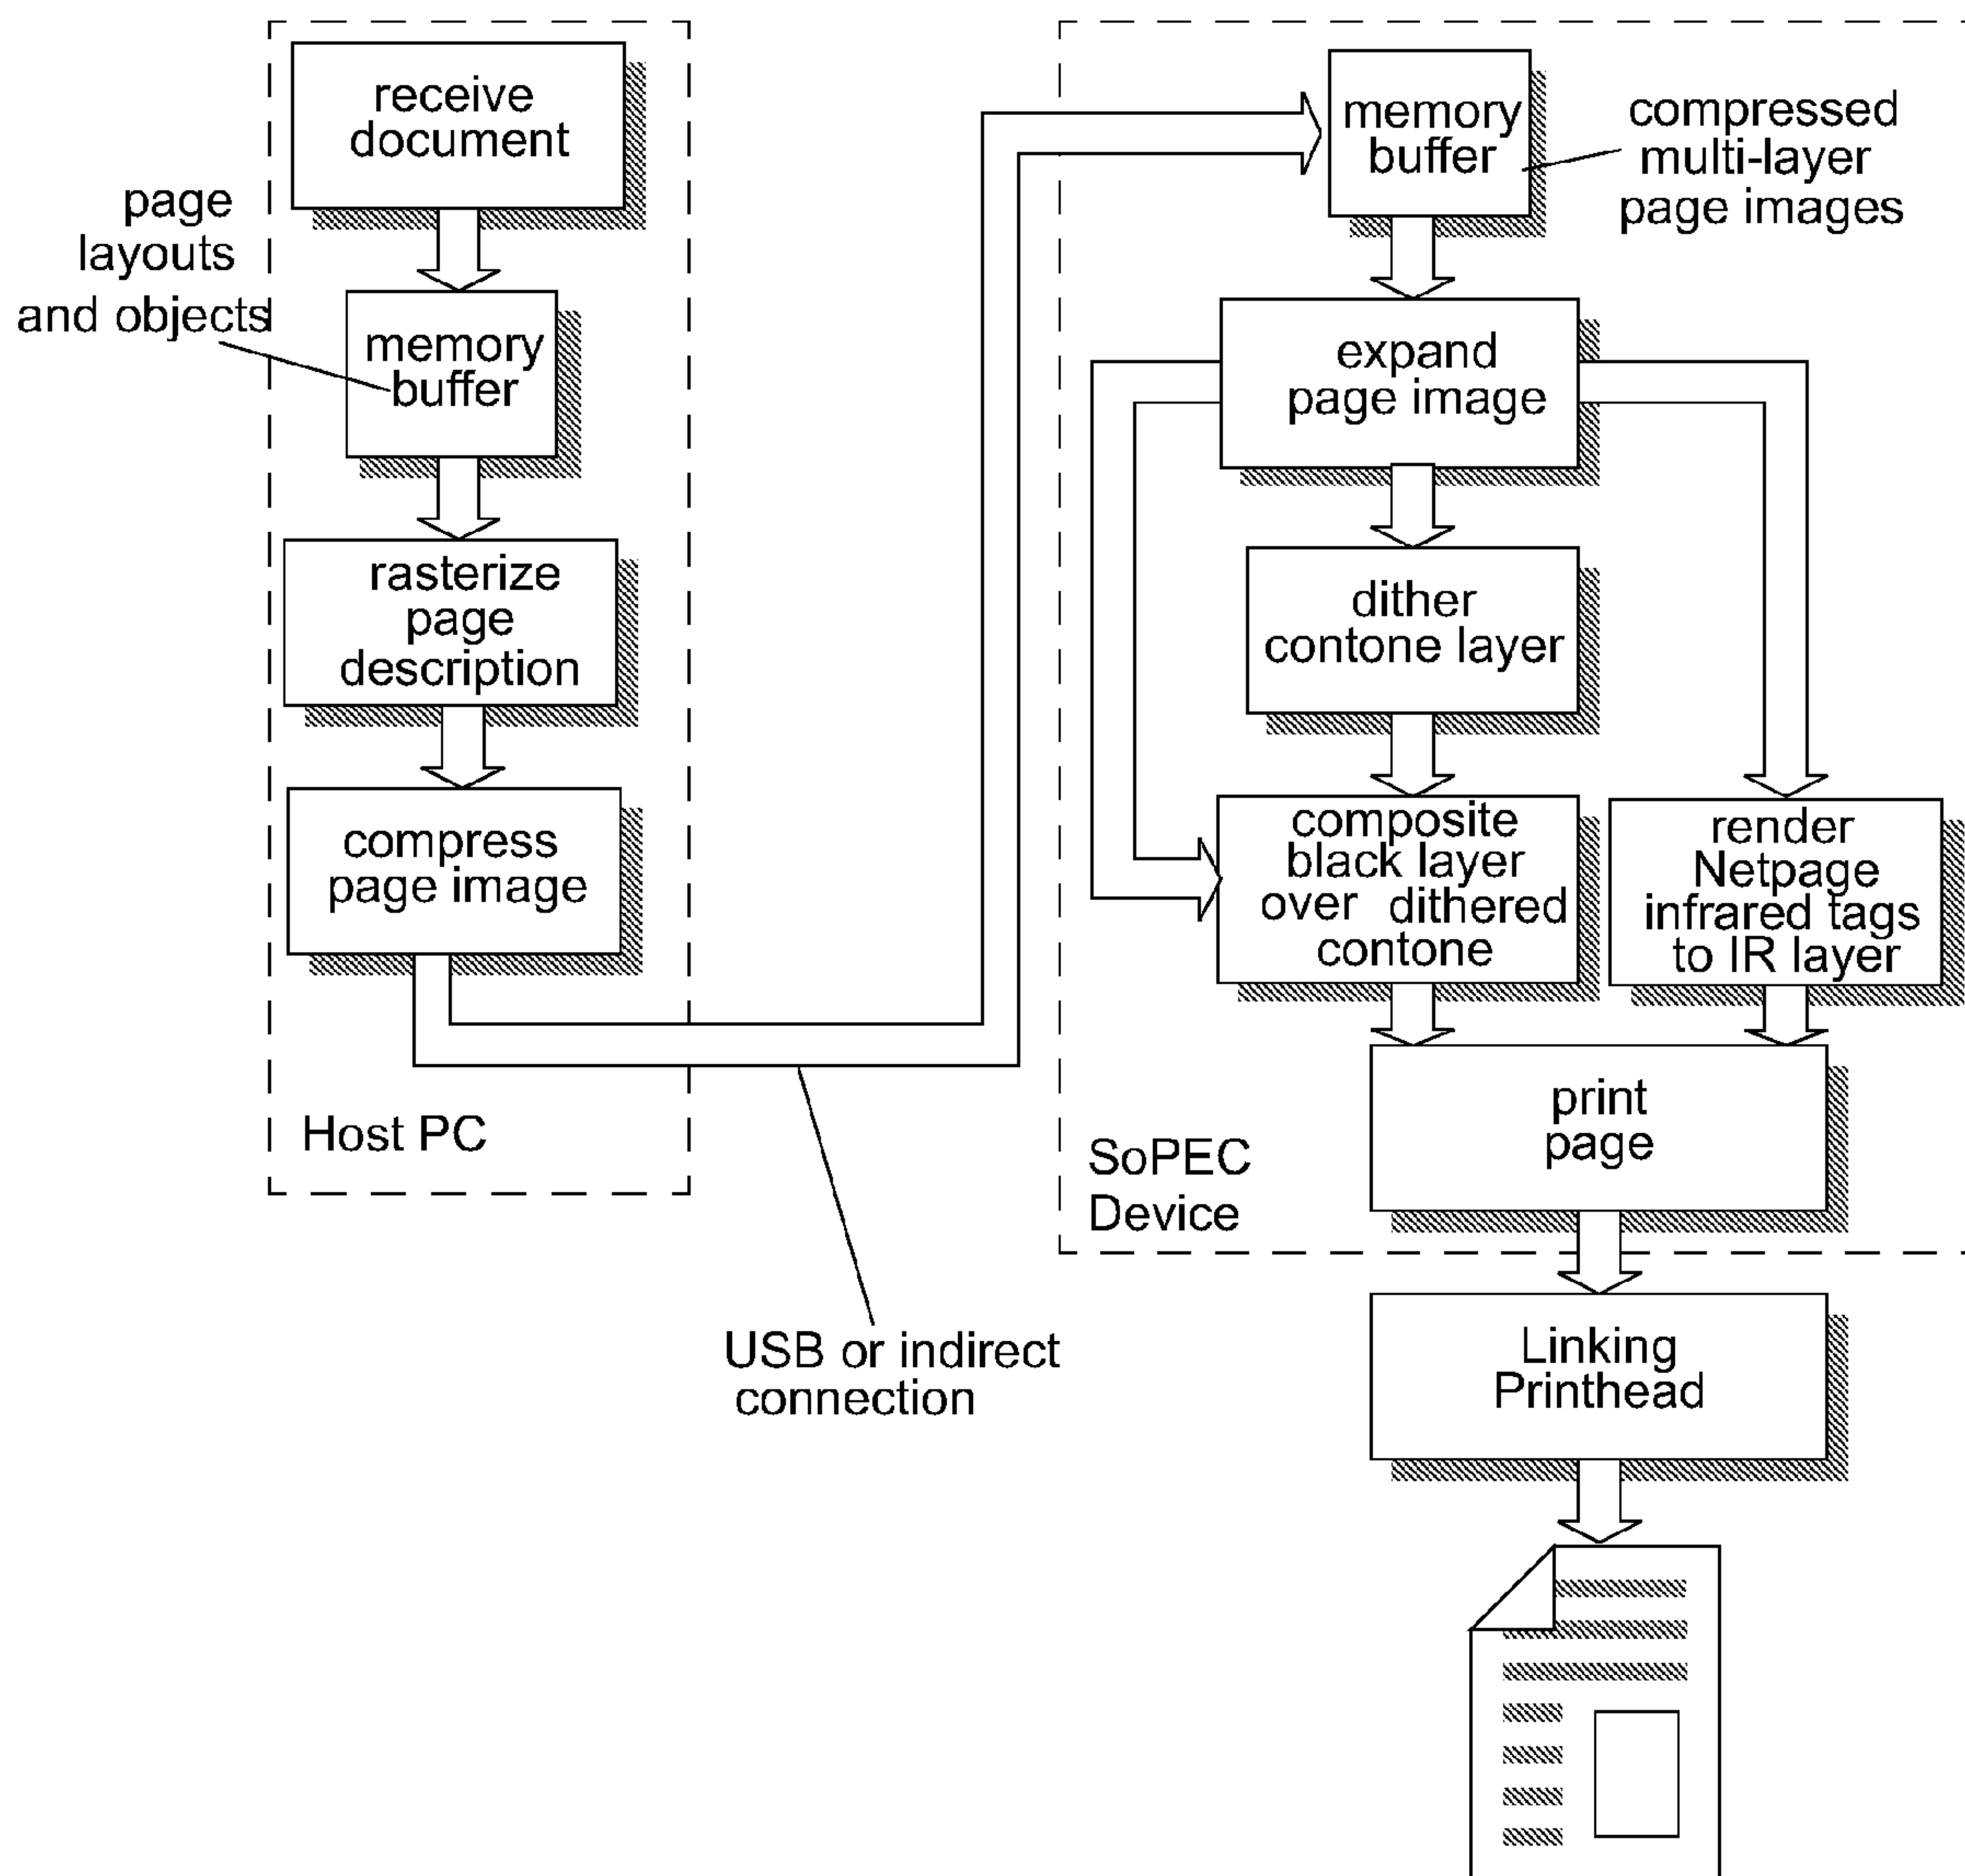 receive
document
page
layouts
and objects
memory
buffer
rasterize
page
description
compress
page image
Host PC
USB or indirect
connection
memory
buffer
compressed
multi-layer
page images
expand
page image
dither
contone layer
composite
black layer
over dithered
contone
render
Netpage
infrared tags
to IR layer
print
page
SoPEC
Device
Linking
Printhead